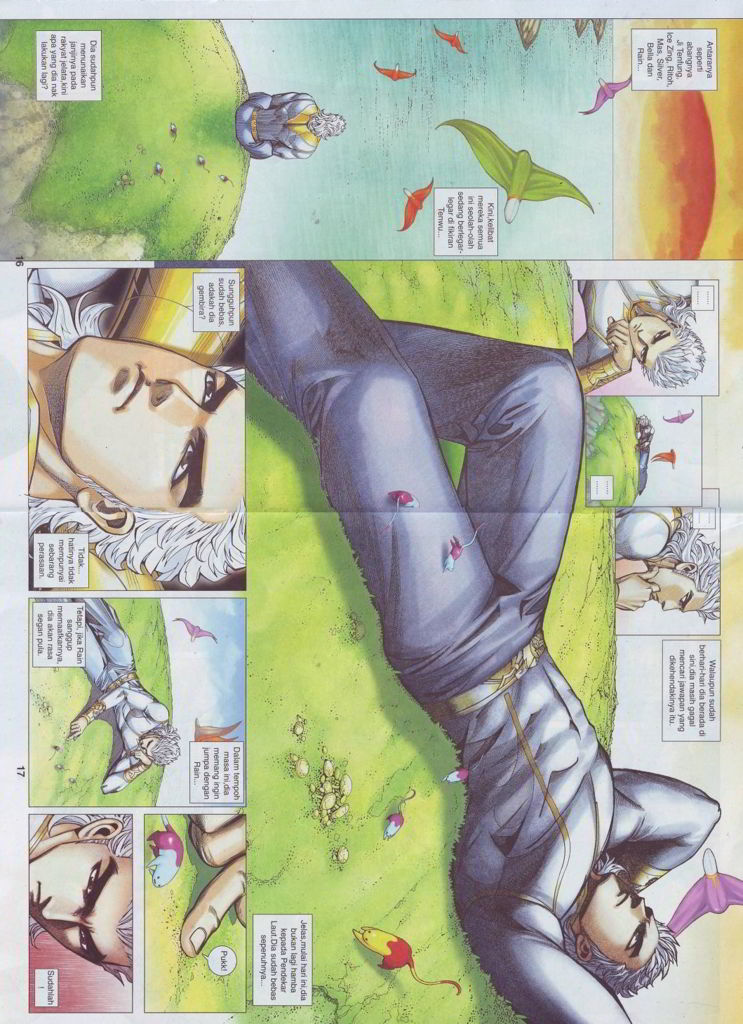 Antaranya
seperti
abangnya
Ji Tenfung,
Ice Zing, Ritoh,
Mas, Silver,
Bella dan
Rain...
Kini,kelibat
mereka semua
ini seolah-olah
sedang berlegar-
legar di fikiran
Tenwu...
Dia sudahpun
menunaikan
janjinya pada
rakyat jelata,kini
apa yang dia nak
lakukan lagi?
......
......
......
......
Walaupun sudah
berhari-hari dia berada di
sini,dia masih gagal
mencari jawapan yang
dikehendakinya itu.
Jelas,mulai hari ini,dia
bukan lagi hamba
kepada Pendekar
Laut.Dia sudah bebas
sepenuhnya...
Sungguhpun
sudah bebas,
adakah dia
gembira?
Tidak...
hatinya tidak
mempunyai
sebarang
perasaan.
Dalam tempoh
masa ini,dia
memang ingin
jumpa dengan
Rain...
Tetapi, jika Rain
sanggup
memaafkannya,
dia akan rasa
segan pula.
Pukk!
Sudahlah
!
16
17